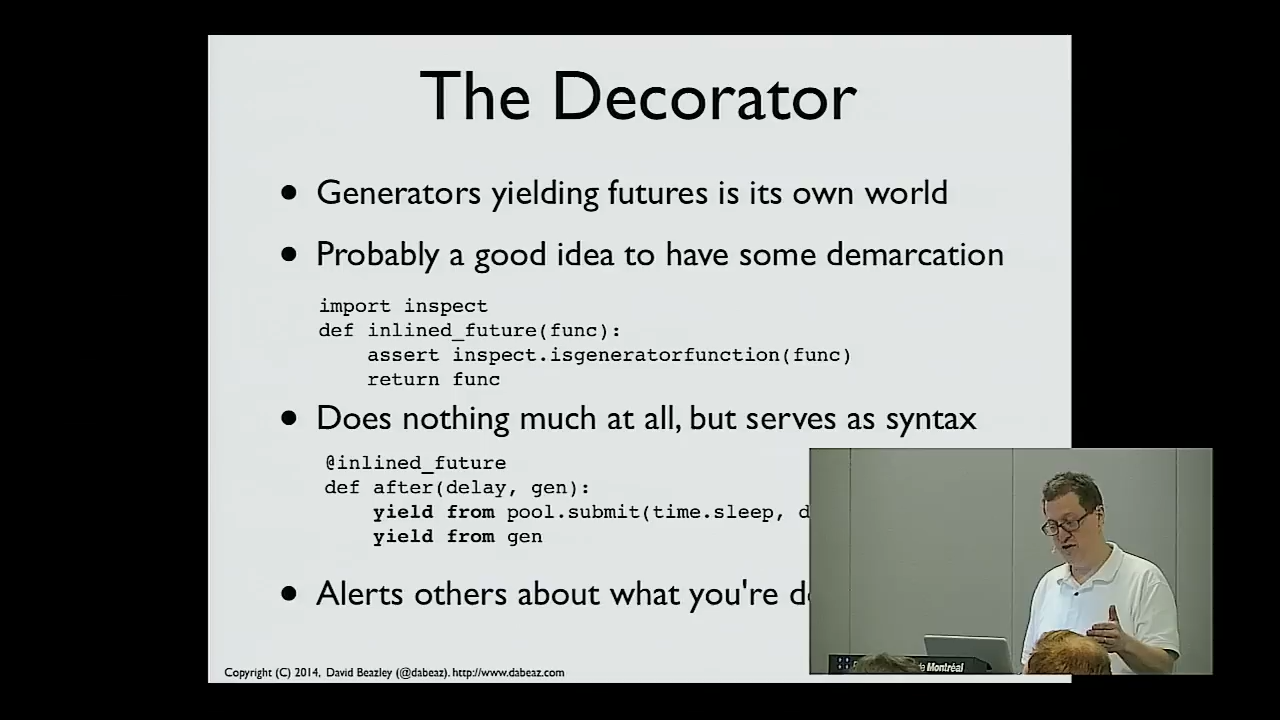 The Decorator
• Generators yielding futures is its own world
• Probably a good idea to have some demarcation
import inspect
def inlined_future(func):
    assert inspect.isgeneratorfunction(func)
    return func
• Does nothing much at all, but serves as syntax
@inlined_future
def after(delay, gen):
    yield from pool.submit(time.sleep, d
    yield from gen
• Alerts others about what you're d
Copyright (C) 2014, David Beazley (@dabeaz). http://www.dabeaz.com
de Montréal